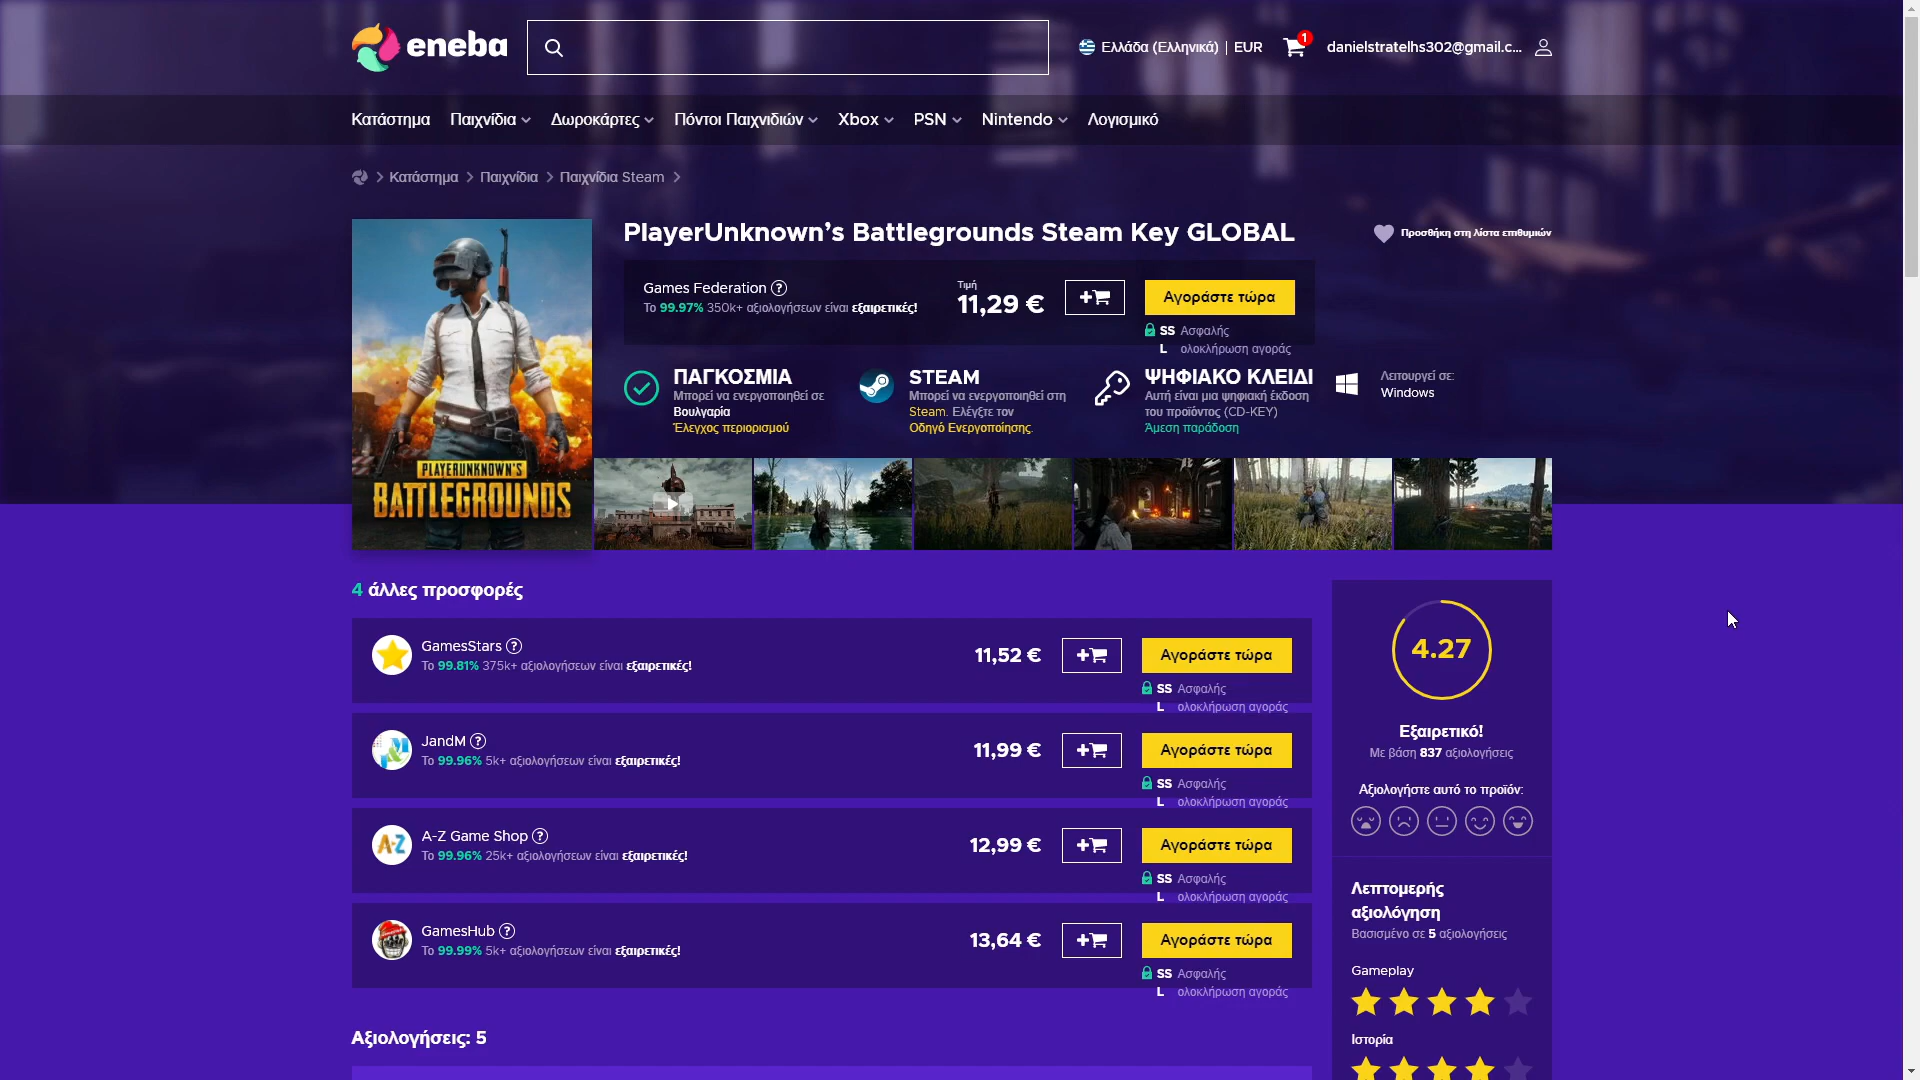 eneba
Ελλάδα (Ελληνικά) | EUR
1
danielstratelhs302@gmail.c...
Κατάστημα
Παιχνίδια
Δωροκάρτες
Πόντοι Παιχνιδιών
Xbox
PSN
Nintendo
Λογισμικό
Κατάστημα
Παιχνίδια
Παιχνίδια Steam
PLAYERUNKNOWN'S
BATTLEGROUNDS
PlayerUnknown’s Battlegrounds Steam Key GLOBAL
Προσθήκη στη λίστα επιθυμιών
Games Federation ?
Το 99.97% 350k+ αξιολογήσεων είναι εξαιρετικές!
Τιμή
11,29 €
Αγοράστε τώρα
SS Ασφαλής
L ολοκλήρωση αγοράς
ΠΑΓΚΟΣΜΙΑ
Μπορεί να ενεργοποιηθεί σε
Βουλγαρία
Έλεγχος περιορισμού
STEAM
Μπορεί να ενεργοποιηθεί στη
Steam. Ελέγξτε τον
Οδηγό Ενεργοποίησης.
ΨΗΦΙΑΚΟ ΚΛΕΙΔΙ
Αυτή είναι μια ψηφιακή έκδοση
του προϊόντος (CD-KEY)
Άμεση παράδοση
Λειτουργεί σε:
Windows
4 άλλες προσφορές
GamesStars ?
Το 99.81% 375k+ αξιολογήσεων είναι εξαιρετικές!
11,52 €
Αγοράστε τώρα
SS Ασφαλής
L ολοκλήρωση αγοράς
JandM ?
Το 99.96% 5k+ αξιολογήσεων είναι εξαιρετικές!
11,99 €
Αγοράστε τώρα
SS Ασφαλής
L ολοκλήρωση αγοράς
A-Z
A-Z Game Shop ?
Το 99.96% 25k+ αξιολογήσεων είναι εξαιρετικές!
12,99 €
Αγοράστε τώρα
SS Ασφαλής
L ολοκλήρωση αγοράς
GamesHub ?
Το 99.99% 5k+ αξιολογήσεων είναι εξαιρετικές!
13,64 €
Αγοράστε τώρα
SS Ασφαλής
L ολοκλήρωση αγοράς
Αξιολογήσεις: 5
4.27
Εξαιρετικό!
Με βάση 837 αξιολογήσεις
Αξιολογήστε αυτό το προϊόν:
Λεπτομερής
αξιολόγηση
Βασισμένο σε 5 αξιολογήσεις
Gameplay
Ιστορία